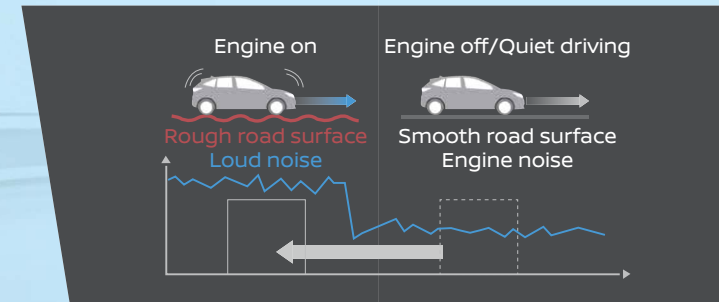 Engine on
Rough road surface
Loud noise
Engine off/Quiet driving
Smooth road surface
Engine noise